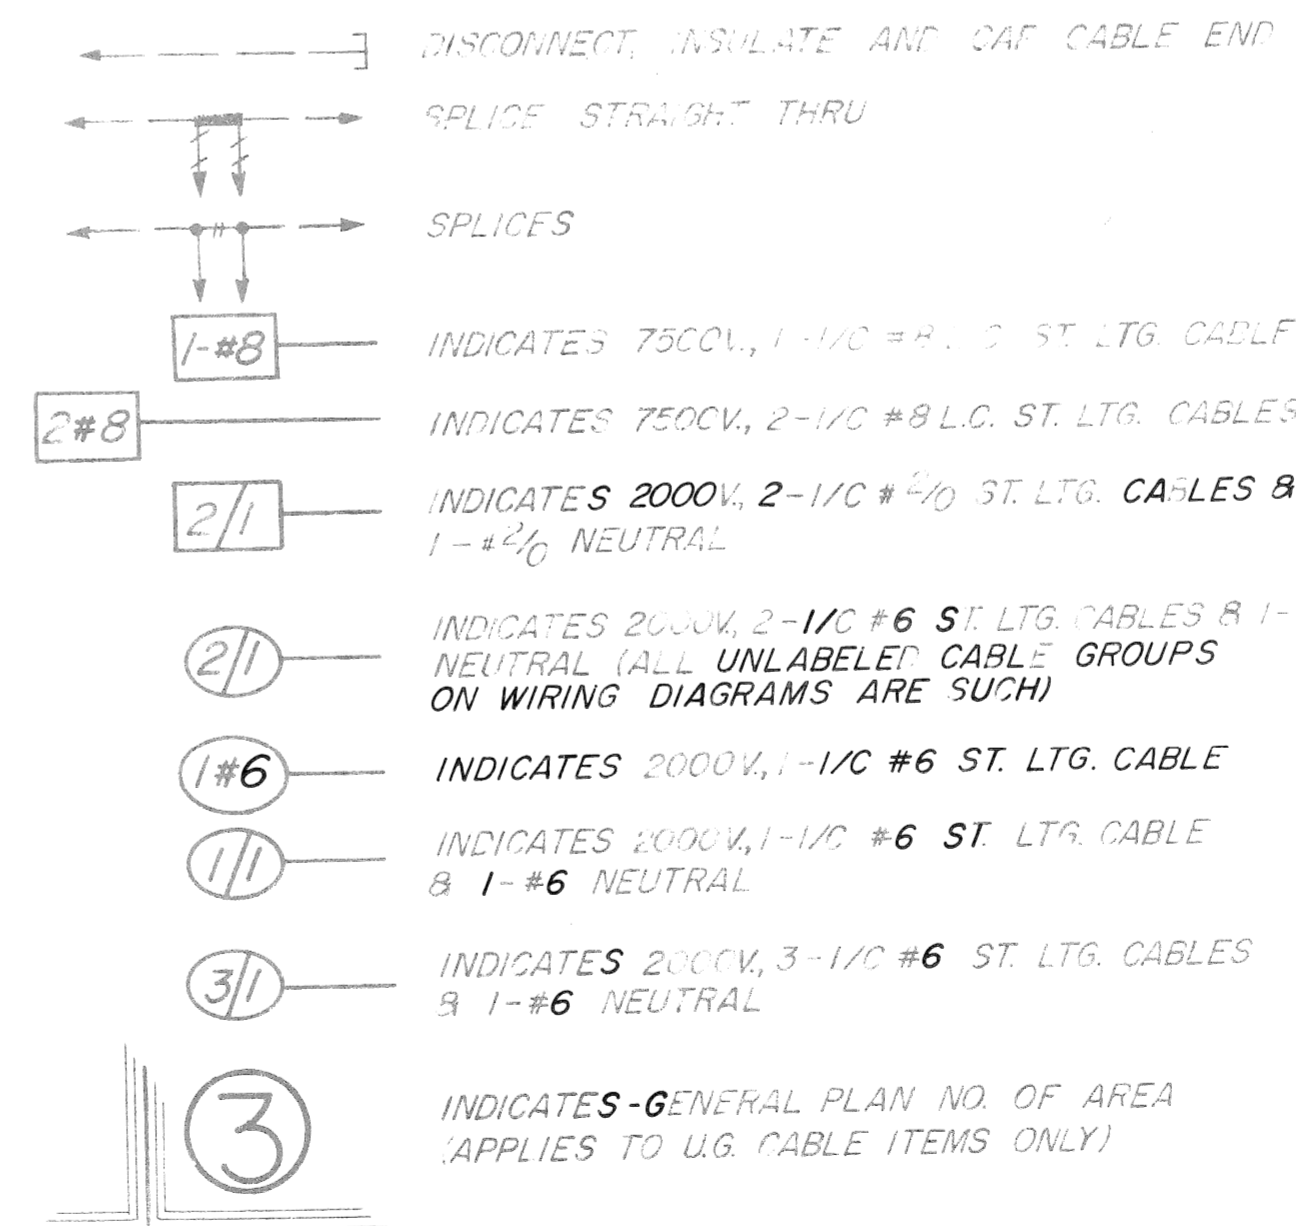 DISCONNECT, INSULATE AND CAP CABLE END
SPLICE STRAIGHT THRU
SPLICES
1-#8 INDICATES 7500V., 1-1/C #8 L.C. ST. LTG. CABLE
2#8 INDICATES 7500V., 2-1/C #8 L.C. ST. LTG. CABLES
2/1 INDICATES 2000V., 2-1/C #2/0 ST. LTG. CABLES &
1-#2/0 NEUTRAL
2/1 INDICATES 2000V., 2-1/C #6 ST. LTG. CABLES & 1-
NEUTRAL (ALL UNLABELED CABLE GROUPS
ON WIRING DIAGRAMS ARE SUCH)
1#6 INDICATES 2000V., 1-1/C #6 ST. LTG. CABLE
1/1 INDICATES 2000V., 1-1/C #6 ST. LTG. CABLE
& 1-#6 NEUTRAL
3/1 INDICATES 2000V., 3-1/C #6 ST. LTG. CABLES
& 1-#6 NEUTRAL
3 INDICATES-GENERAL PLAN NO. OF AREA
(APPLIES TO U.G. CABLE ITEMS ONLY)